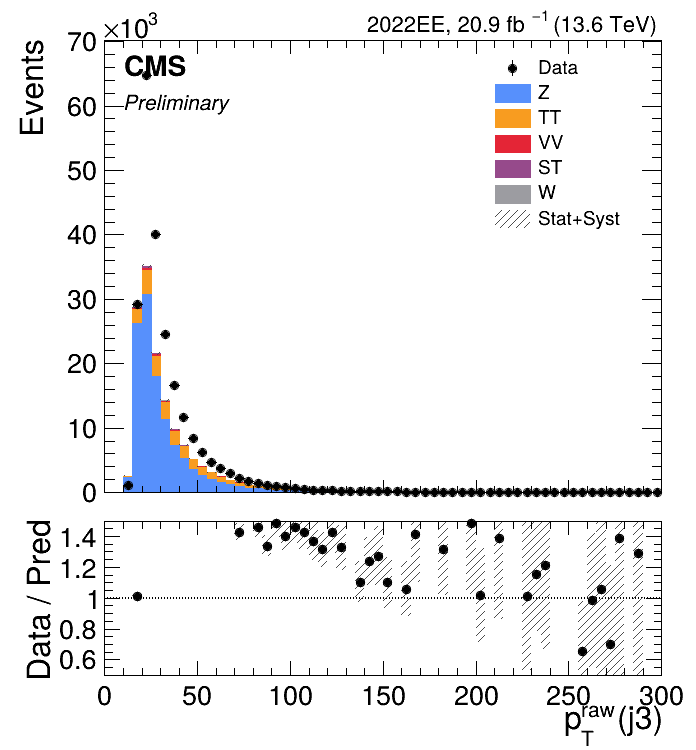 ×10³
2022EE, 20.9 fb⁻¹ (13.6 TeV)
CMS
Preliminary
Events
70
60
50
40
30
20
10
0
Data
Z
TT
VV
ST
W
Stat+Syst
Data / Pred
1.4
1.2
1
0.8
0.6
0 50 100 150 200 250 300
p_T^raw(j3)